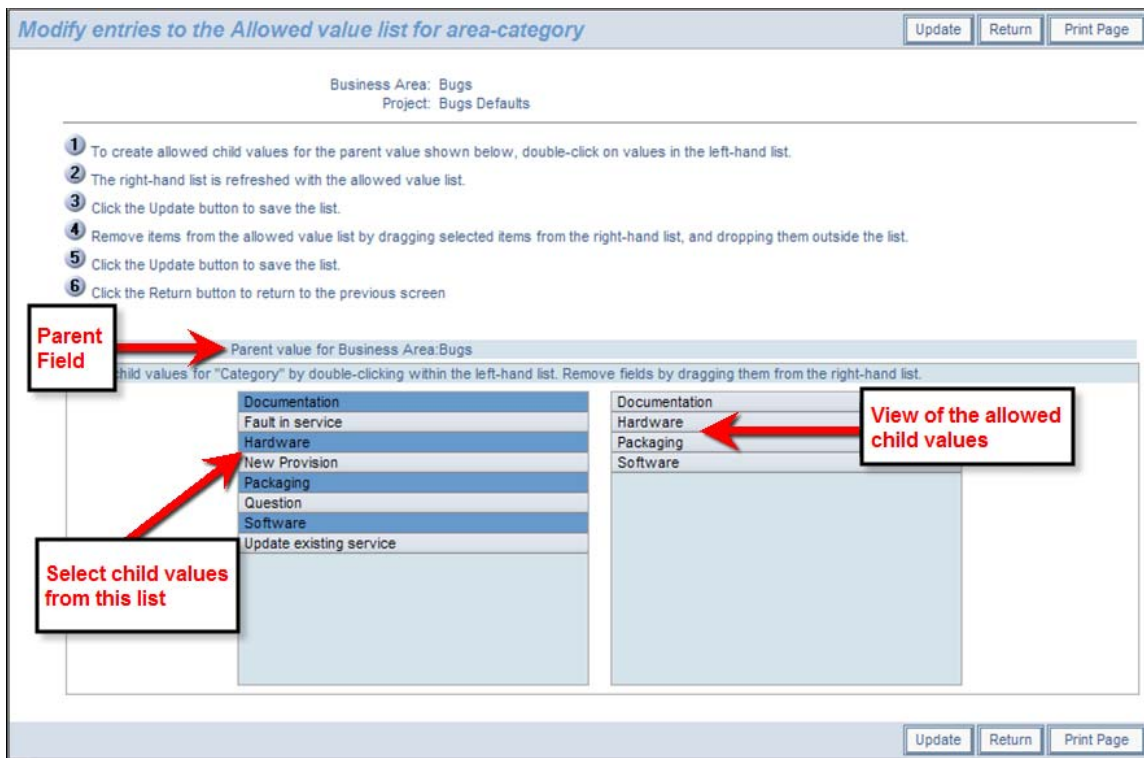 Modify entries to the Allowed value list for area-category
Update Return Print Page
Business Area: Bugs
Project: Bugs Defaults
1 To create allowed child values for the parent value shown below, double-click on values in the left-hand list.
2 The right-hand list is refreshed with the allowed value list.
3 Click the Update button to save the list.
4 Remove items from the allowed value list by dragging selected items from the right-hand list, and dropping them outside the list.
5 Click the Update button to save the list.
6 Click the Return button to return to the previous screen
Parent
Field
Parent value for Business Area:Bugs
child values for "Category" by double-clicking within the left-hand list. Remove fields by dragging them from the right-hand list.
Documentation
Fault in service
Hardware
New Provision
Packaging
Question
Software
Update existing service
Documentation
Hardware
Packaging
Software
View of the allowed
child values
Select child values
from this list
Update Return Print Page